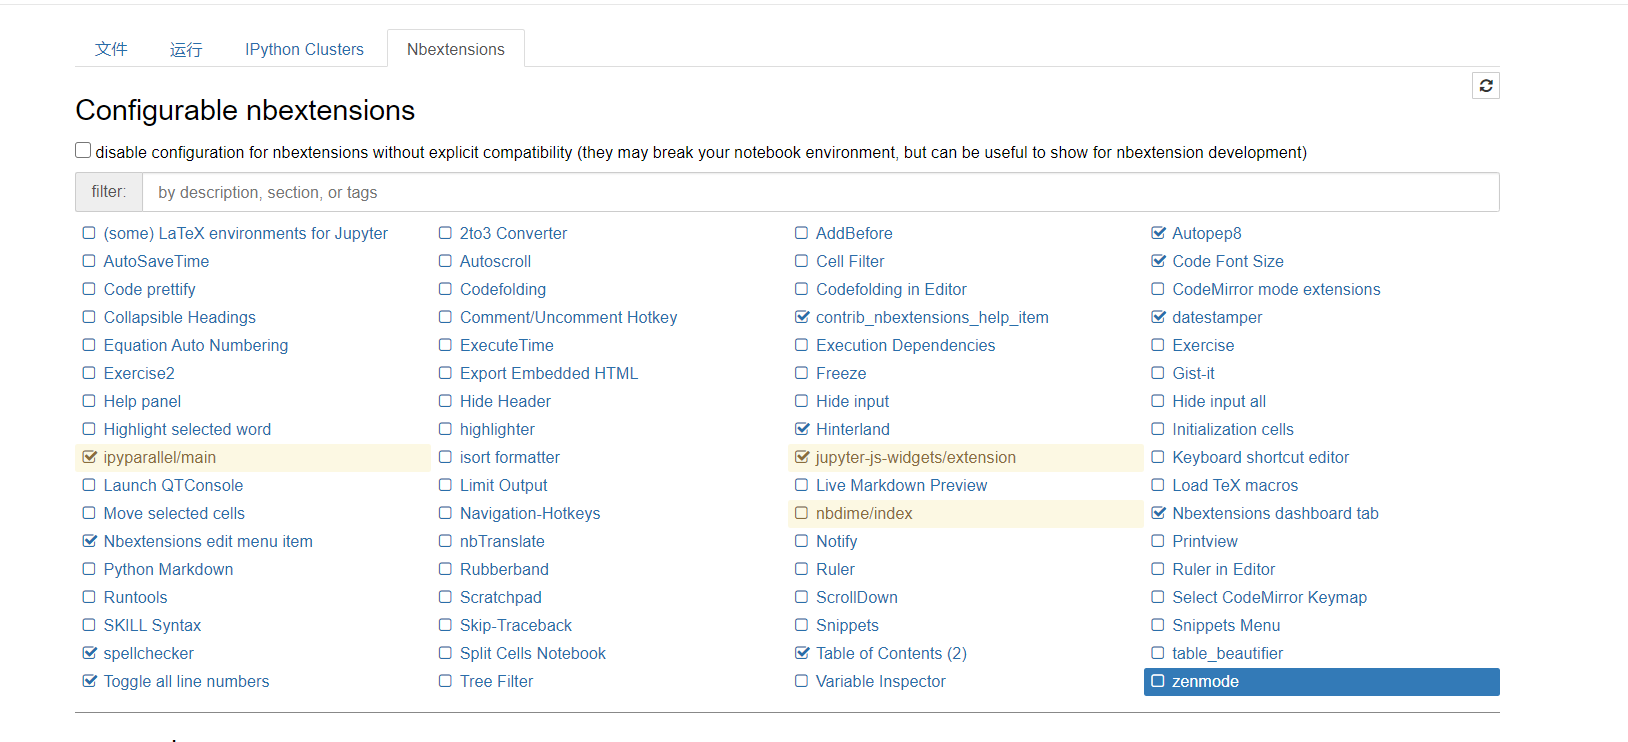 文件 运行 IPython Clusters Nbextensions
Configurable nbextensions
disable configuration for nbextensions without explicit compatibility (they may break your notebook environment, but can be useful to show for nbextension development)
filter: by description, section, or tags
(some) LaTeX environments for Jupyter 2to3 Converter AddBefore Autopep8
AutoSaveTime Autoscroll Cell Filter Code Font Size
Code prettify Codefolding Codefolding in Editor CodeMirror mode extensions
Collapsible Headings Comment/Uncomment Hotkey contrib_nbextensions_help_item datestamper
Equation Auto Numbering ExecuteTime Execution Dependencies Exercise
Exercise2 Export Embedded HTML Freeze Gist-it
Help panel Hide Header Hide input Hide input all
Highlight selected word highlighter Hinterland Initialization cells
ipyparallel/main isort formatter jupyter-js-widgets/extension Keyboard shortcut editor
Launch QTConsole Limit Output Live Markdown Preview Load TeX macros
Move selected cells Navigation-Hotkeys nbdime/index Nbextensions dashboard tab
Nbextensions edit menu item nbTranslate Notify Printview
Python Markdown Rubberband Ruler Ruler in Editor
Runtools Scratchpad ScrollDown Select CodeMirror Keymap
SKILL Syntax Skip-Traceback Snippets Snippets Menu
spellchecker Split Cells Notebook Table of Contents (2) table_beautifier
Toggle all line numbers Tree Filter Variable Inspector zenmode